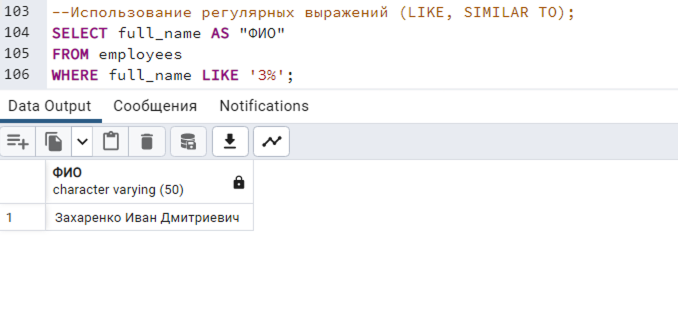 103 --Использование регулярных выражений (LIKE, SIMILAR TO);
104 SELECT full_name AS "ФИО"
105 FROM employees
106 WHERE full_name LIKE 'З%';
Data Output Сообщения Notifications
ФИО
character varying (50)
1 Захаренко Иван Дмитриевич